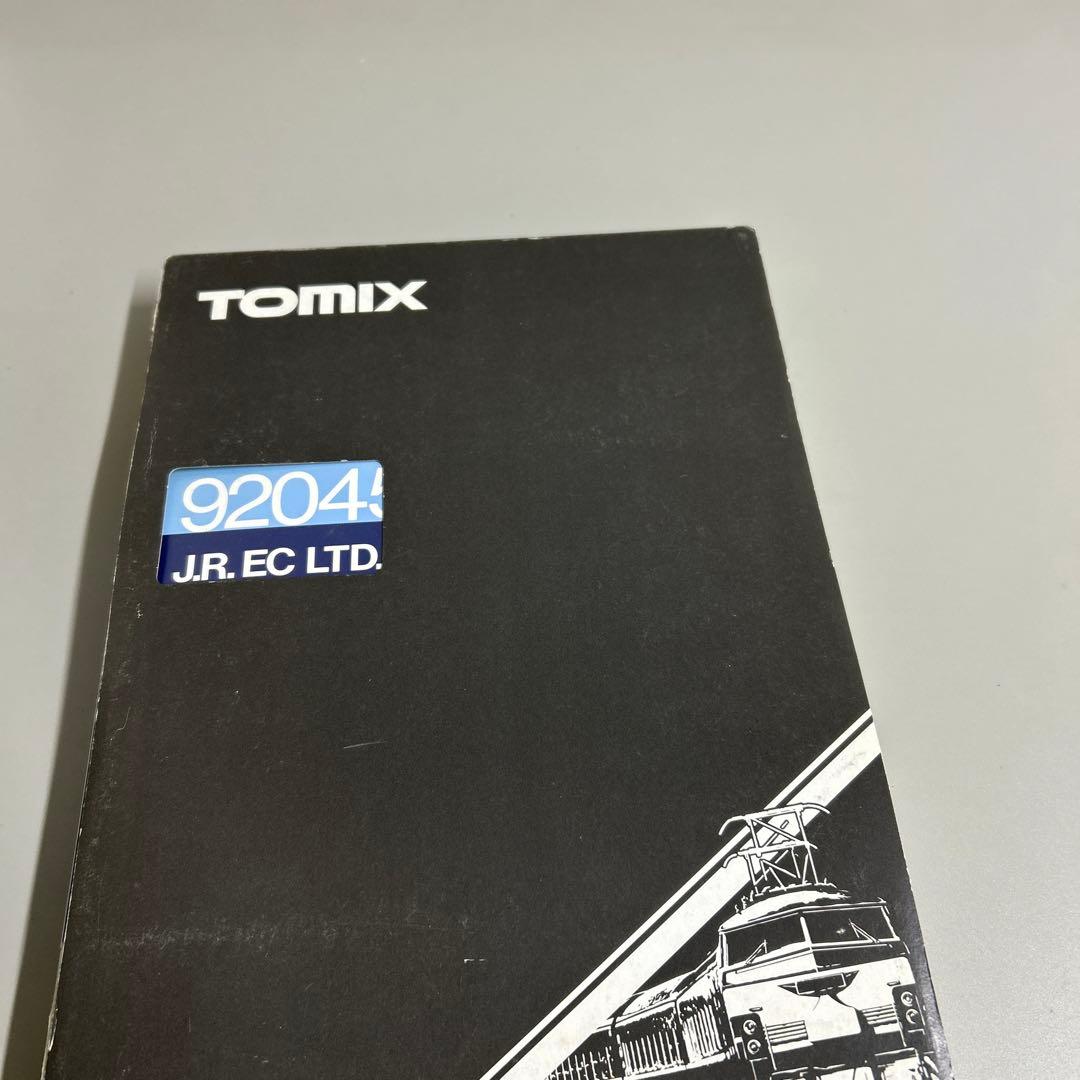 TOMIX
92045
J.R. EC LTD.